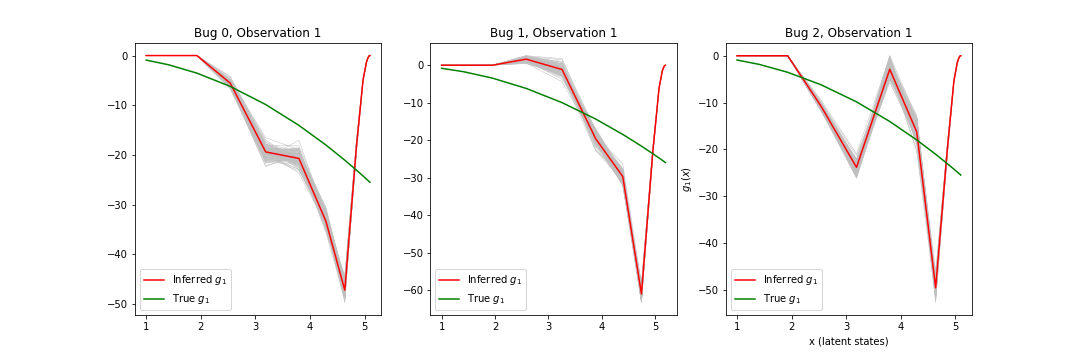 Bug 0, Observation 1
0
−10
−20
−30
−40
−50
1 2 3 4 5
Inferred g₁
True g₁
Bug 1, Observation 1
0
−10
−20
−30
−40
−50
−60
1 2 3 4 5
Inferred g₁
True g₁
Bug 2, Observation 1
g₁(x)
0
−10
−20
−30
−40
−50
1 2 3 4 5
x (latent states)
Inferred g₁
True g₁